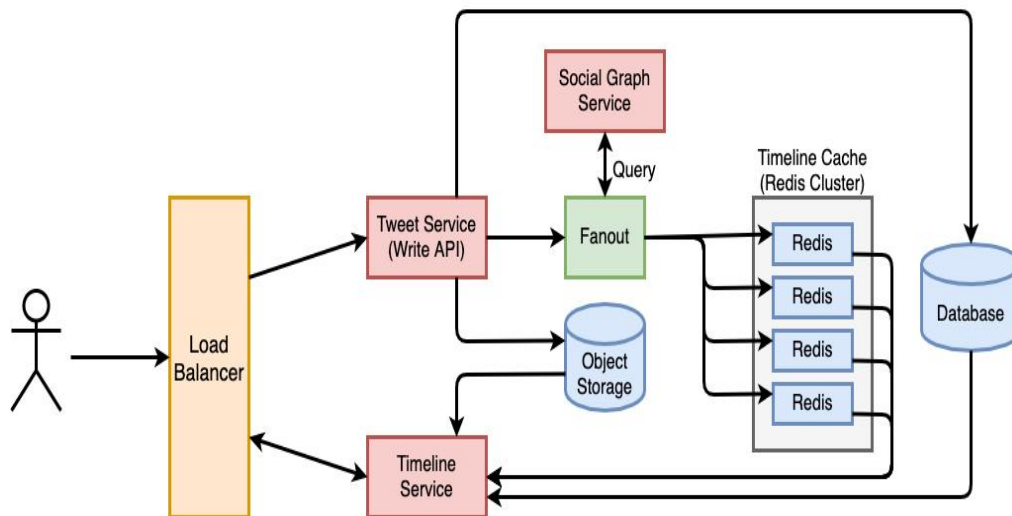 Social Graph
Service
Query
Timeline Cache
(Redis Cluster)
Tweet Service
(Write API)
Fanout
Redis
Redis
Redis
Redis
Database
Load
Balancer
Object
Storage
Timeline
Service